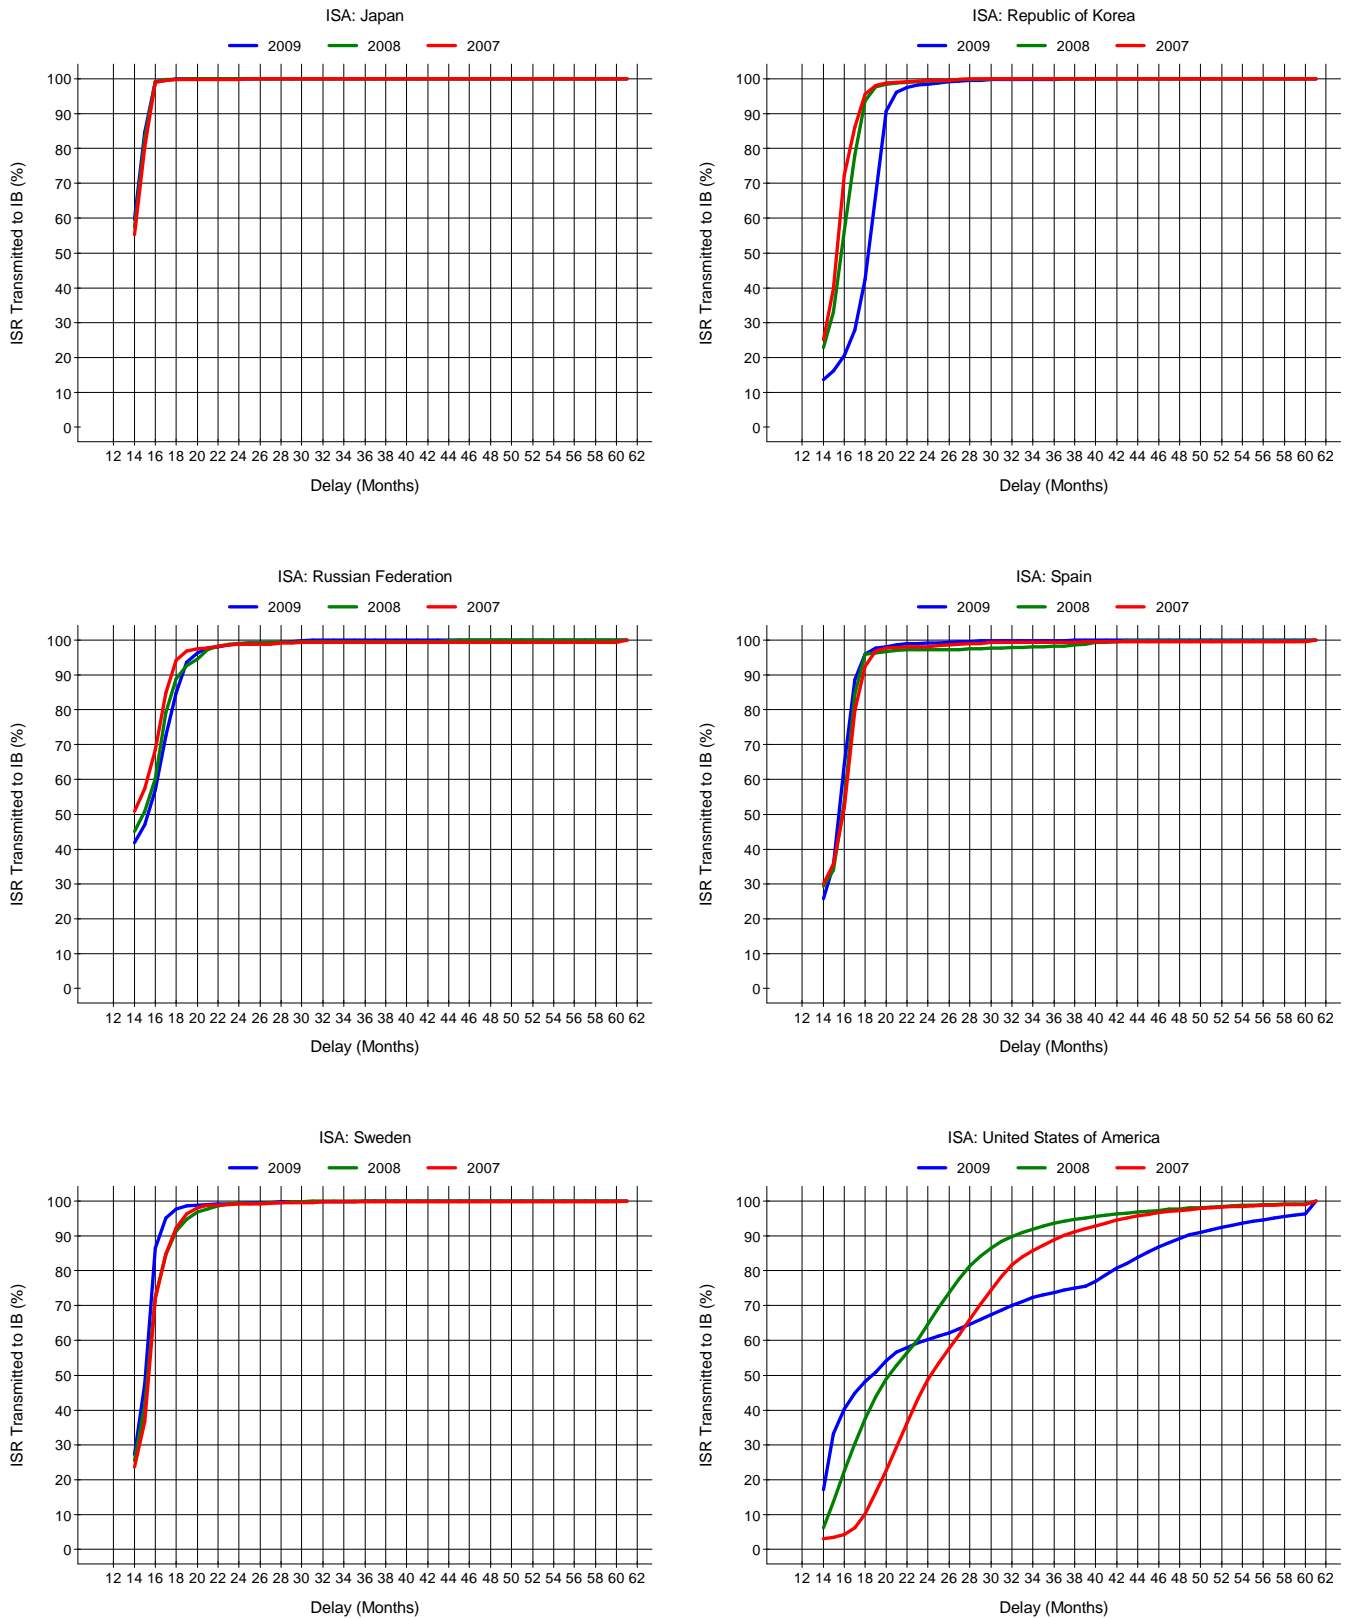 ISA: Japan
2009 2008 2007
ISR Transmitted to IB (%)
100
90
80
70
60
50
40
30
20
10
0
12 14 16 18 20 22 24 26 28 30 32 34 36 38 40 42 44 46 48 50 52 54 56 58 60 62
Delay (Months)
ISA: Republic of Korea
2009 2008 2007
ISR Transmitted to IB (%)
100
90
80
70
60
50
40
30
20
10
0
12 14 16 18 20 22 24 26 28 30 32 34 36 38 40 42 44 46 48 50 52 54 56 58 60 62
Delay (Months)
ISA: Russian Federation
2009 2008 2007
ISR Transmitted to IB (%)
100
90
80
70
60
50
40
30
20
10
0
12 14 16 18 20 22 24 26 28 30 32 34 36 38 40 42 44 46 48 50 52 54 56 58 60 62
Delay (Months)
ISA: Spain
2009 2008 2007
ISR Transmitted to IB (%)
100
90
80
70
60
50
40
30
20
10
0
12 14 16 18 20 22 24 26 28 30 32 34 36 38 40 42 44 46 48 50 52 54 56 58 60 62
Delay (Months)
ISA: Sweden
2009 2008 2007
ISR Transmitted to IB (%)
100
90
80
70
60
50
40
30
20
10
0
12 14 16 18 20 22 24 26 28 30 32 34 36 38 40 42 44 46 48 50 52 54 56 58 60 62
Delay (Months)
ISA: United States of America
2009 2008 2007
ISR Transmitted to IB (%)
100
90
80
70
60
50
40
30
20
10
0
12 14 16 18 20 22 24 26 28 30 32 34 36 38 40 42 44 46 48 50 52 54 56 58 60 62
Delay (Months)